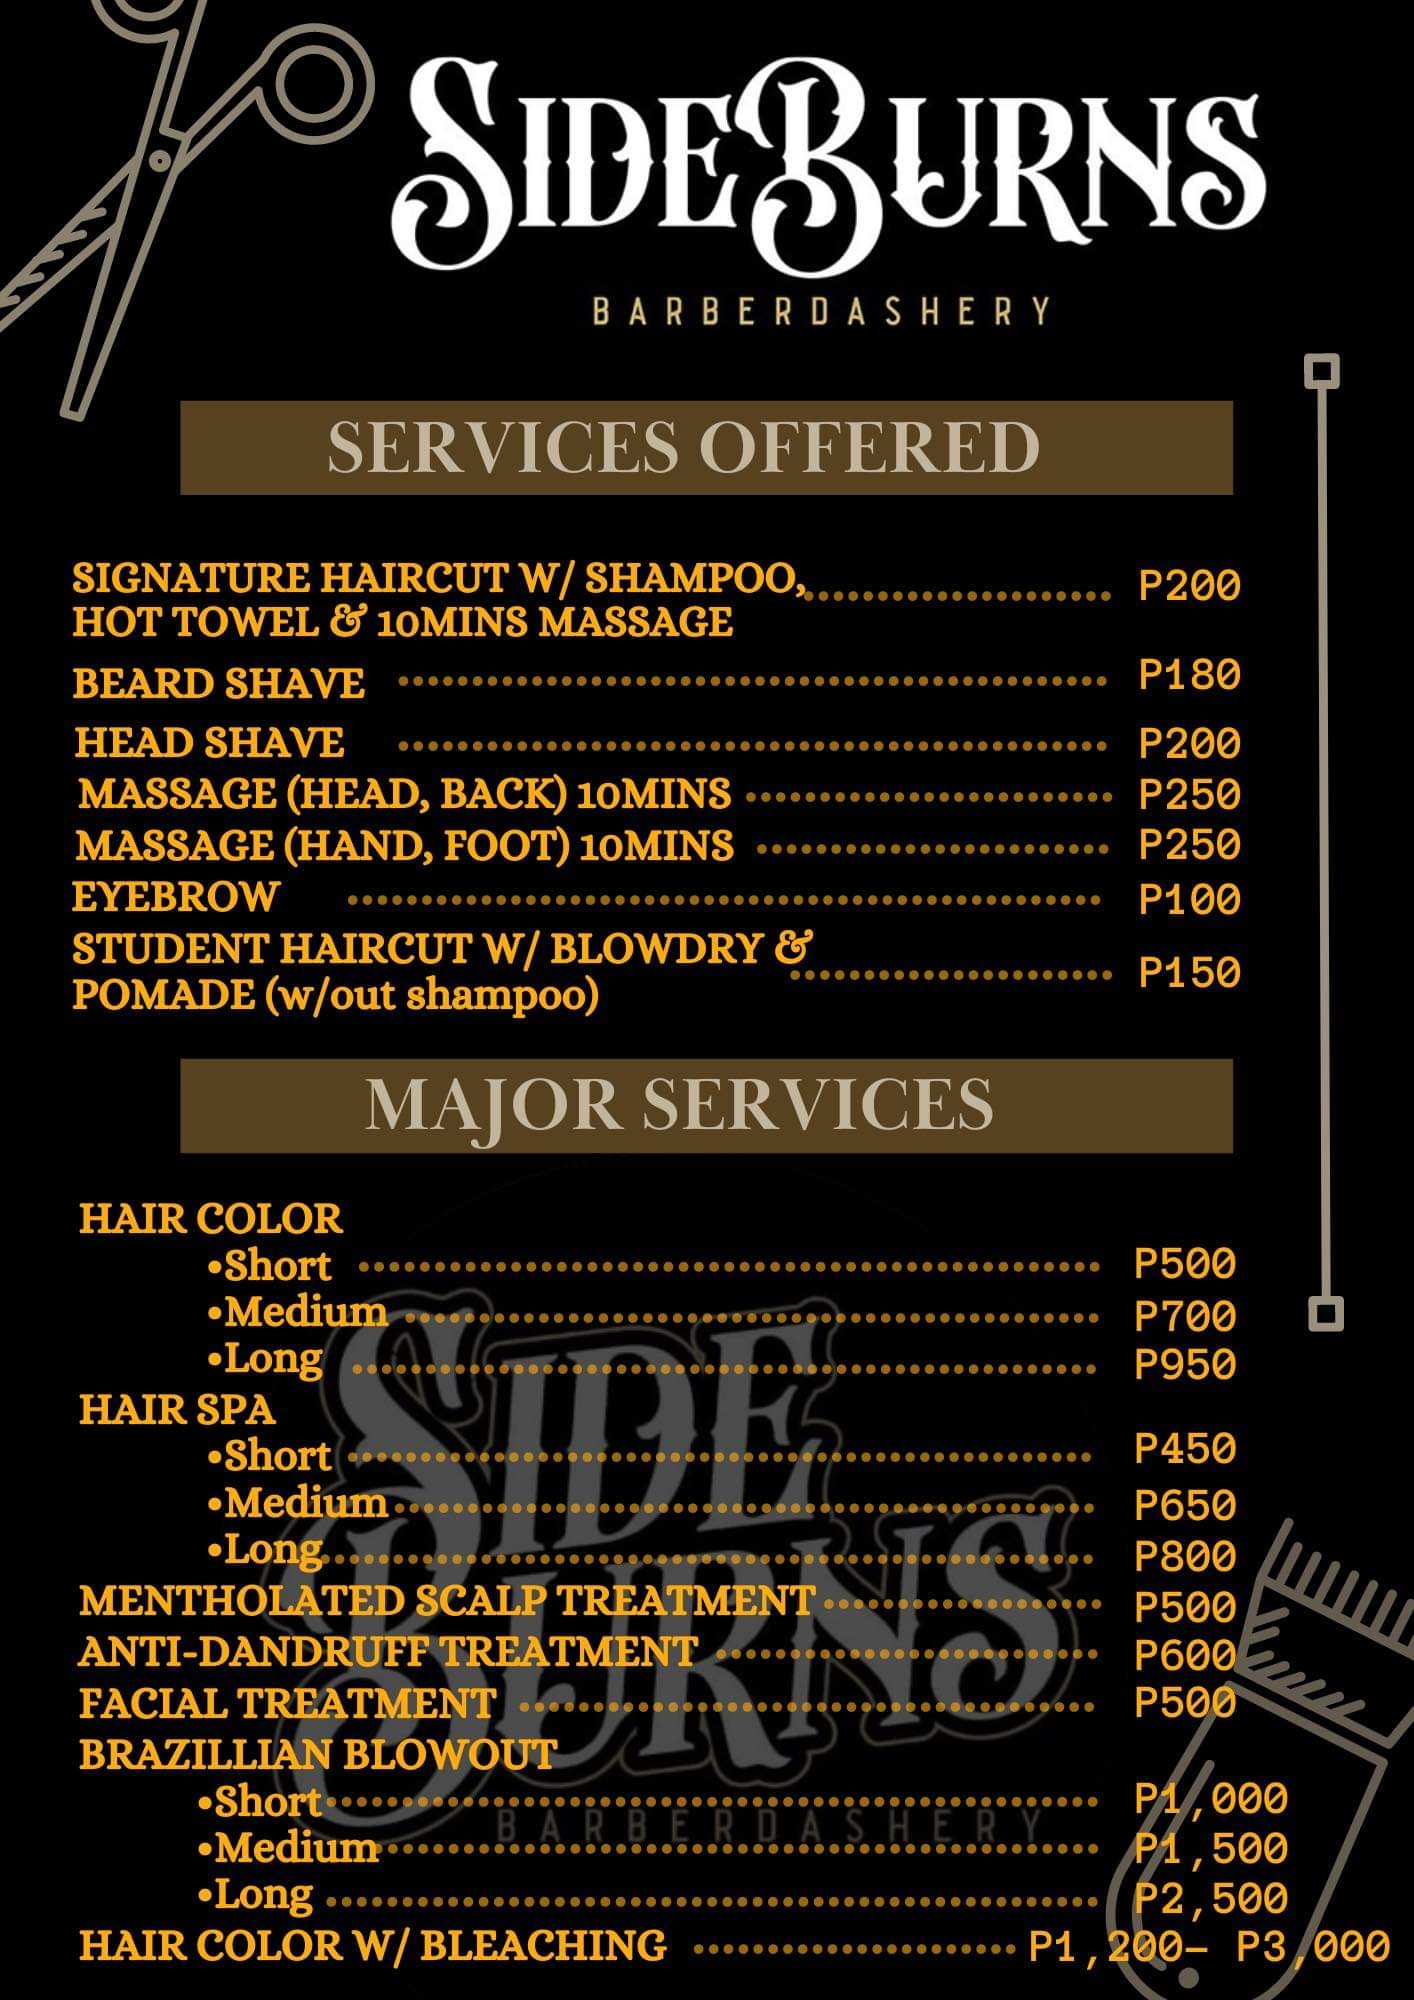 SIDEBURNS
BARBERDASHERY
SERVICES OFFERED
SIGNATURE HAIRCUT W/ SHAMPOO, P200
HOT TOWEL & 10MINS MASSAGE
BEARD SHAVE P180
HEAD SHAVE P200
MASSAGE (HEAD, BACK) 10MINS P250
MASSAGE (HAND, FOOT) 10MINS P250
EYEBROW P100
STUDENT HAIRCUT W/ BLOWDRY &
POMADE (w/out shampoo) P150
MAJOR SERVICES
HAIR COLOR
•Short P500
•Medium P700
•Long P950
HAIR SPA
•Short P450
•Medium P650
•Long P800
MENTHOLATED SCALP TREATMENT P500
ANTI-DANDRUFF TREATMENT P600
FACIAL TREATMENT P500
BRAZILLIAN BLOWOUT
•Short P1,000
•Medium P1,500
•Long P2,500
HAIR COLOR W/ BLEACHING P1,200- P3,000
SIDE
BURNS
BARBERDASHERY